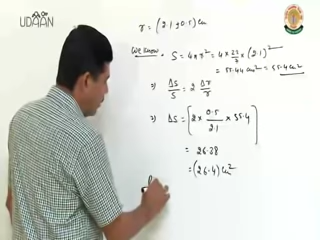 UDAAN
r = (2.1 ± 0.5) cm
We know, S = 4πr² = 4 × 22/7 × (2.1)²
= 55.44 cm² = 55.4 cm²
⇒ ΔS/S = 2 Δr/r
⇒ ΔS = [2 × 0.5/2.1 × 55.4]
= 26.38
= (26.4) cm²